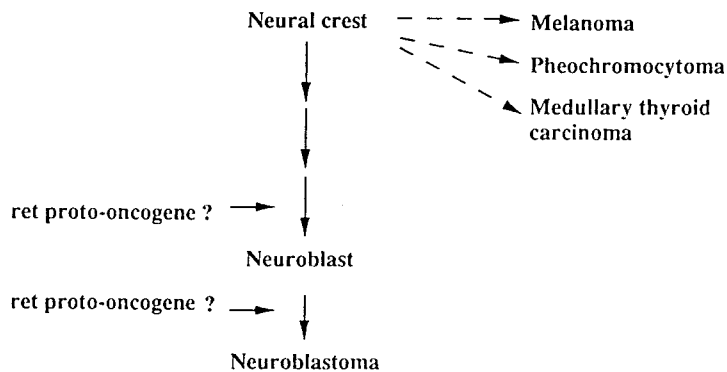 Neural crest
Melanoma
Pheochromocytoma
Medullary thyroid
carcinoma
ret proto-oncogene ?
Neuroblast
ret proto-oncogene ?
Neuroblastoma